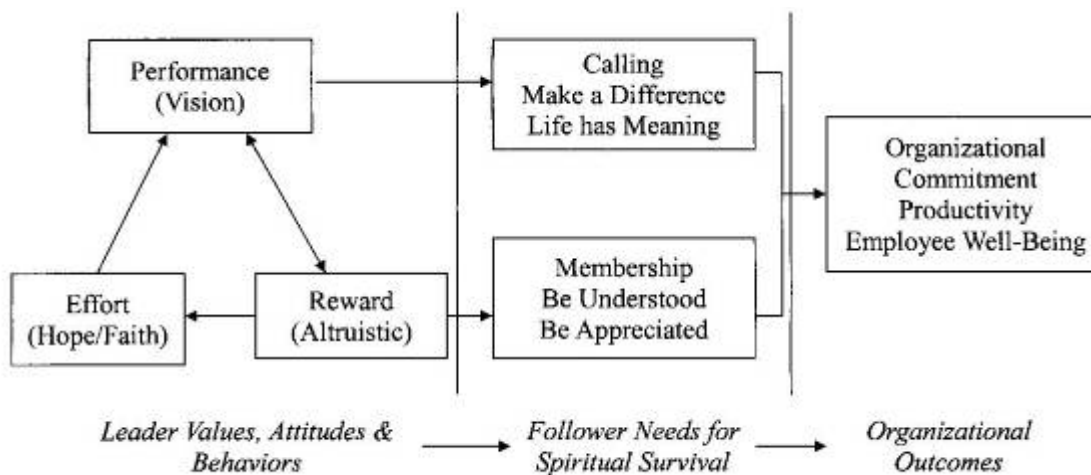 Performance
(Vision)
Calling
Make a Difference
Life has Meaning
Organizational
Commitment
Productivity
Employee Well-Being
Effort
(Hope/Faith)
Reward
(Altruistic)
Membership
Be Understood
Be Appreciated
Leader Values, Attitudes &
Behaviors
Follower Needs for
Spiritual Survival
Organizational
Outcomes